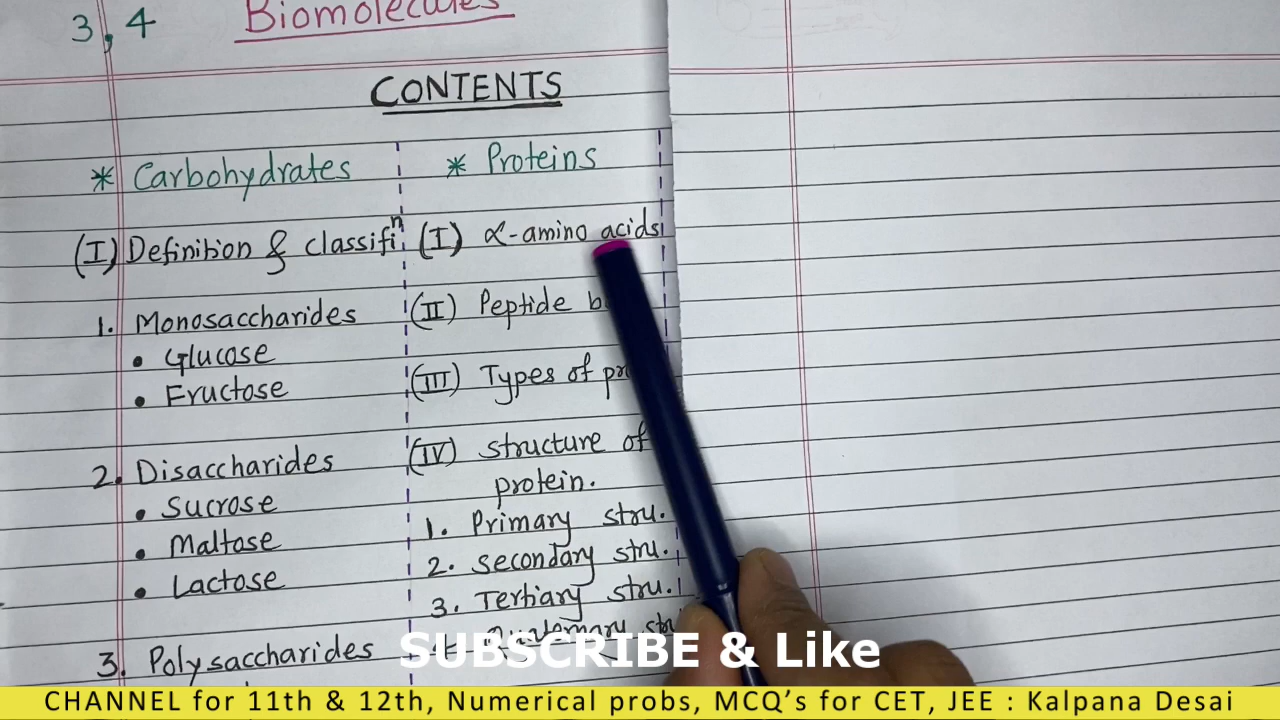 3, 4
Biomolecules
CONTENTS
* Carbohydrates
(I) Definition & classifiⁿ
1. Monosaccharides
• Glucose
• Fructose
2. Disaccharides
• Sucrose
• Maltose
• Lactose
3. Polysaccharides
* Proteins
(I) α-amino acids
(II) Peptide
(III) Types of
(IV) structure of
protein.
1. Primary stru.
2. secondary stru.
3. Tertiary stru.
SUBSCRIBE & Like
CHANNEL for 11th & 12th, Numerical probs, MCQ's for CET, JEE : Kalpana Desai